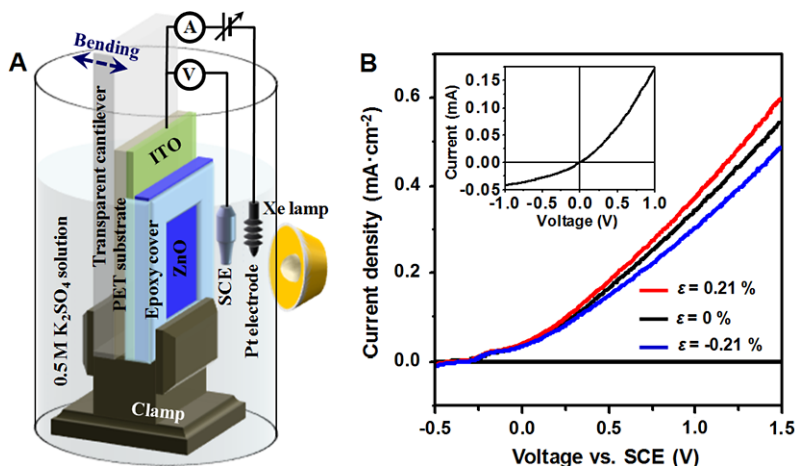 A
Bending
A
V
Transparent cantilever
PET substrate
ITO
Epoxy cover
ZnO
0.5 M K₂SO₄ solution
SCE
Pt electrode
Xe lamp
Clamp
B
Current density (mA·cm⁻²)
0.6
0.4
0.2
0.0
-0.5
0.0
0.5
1.0
1.5
Voltage vs. SCE (V)
Current (mA)
0.15
0.10
0.05
0.00
-0.05
-1.0
-0.5
0.0
0.5
1.0
Voltage (V)
ε = 0.21 %
ε = 0 %
ε = -0.21 %